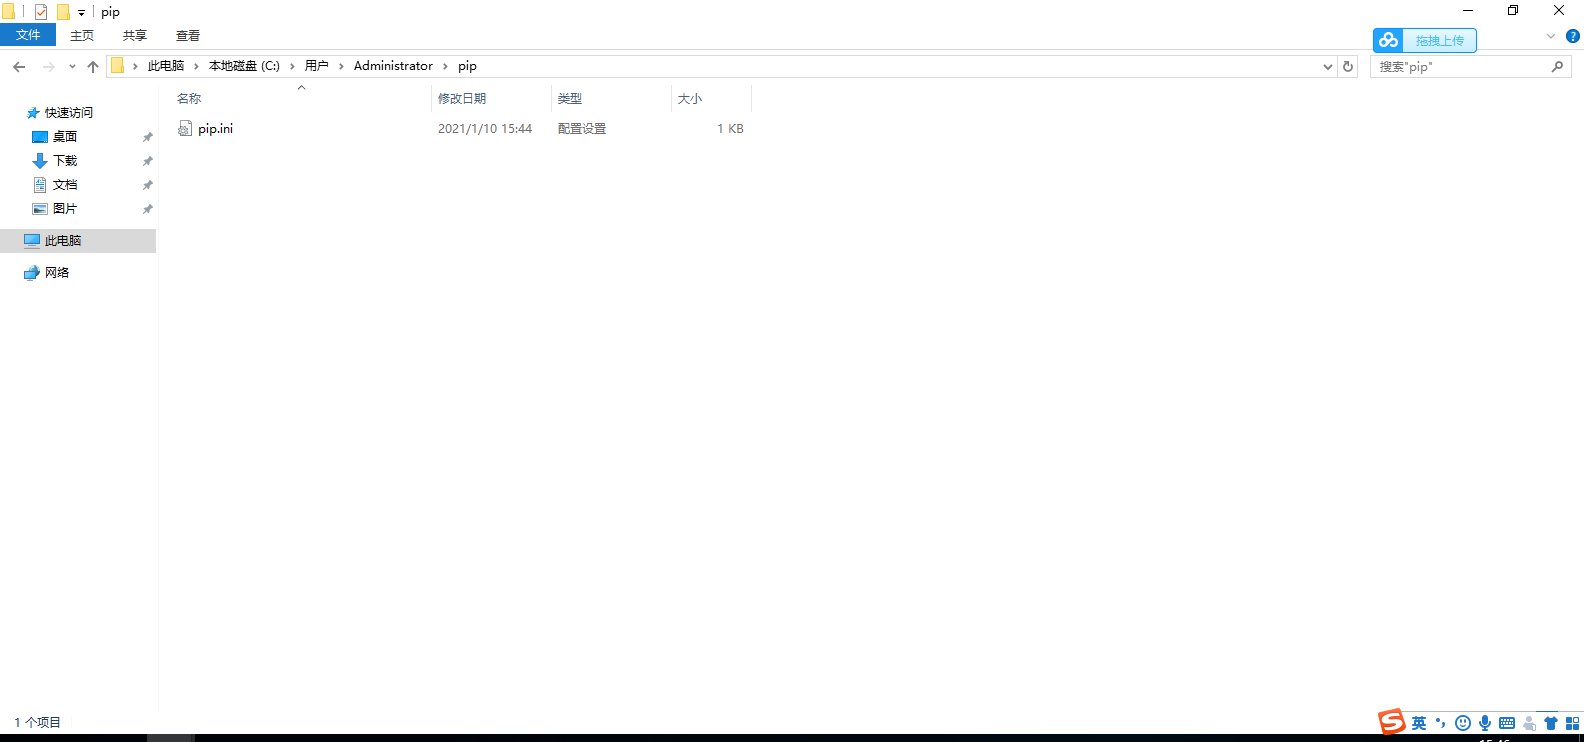 pip
文件 主页 共享 查看
拖拽上传
此电脑 本地磁盘 (C:) 用户 Administrator pip
搜索"pip"
名称 修改日期 类型 大小
pip.ini 2021/1/10 15:44 配置设置 1 KB
快速访问
桌面
下载
文档
图片
此电脑
网络
1 个项目
英